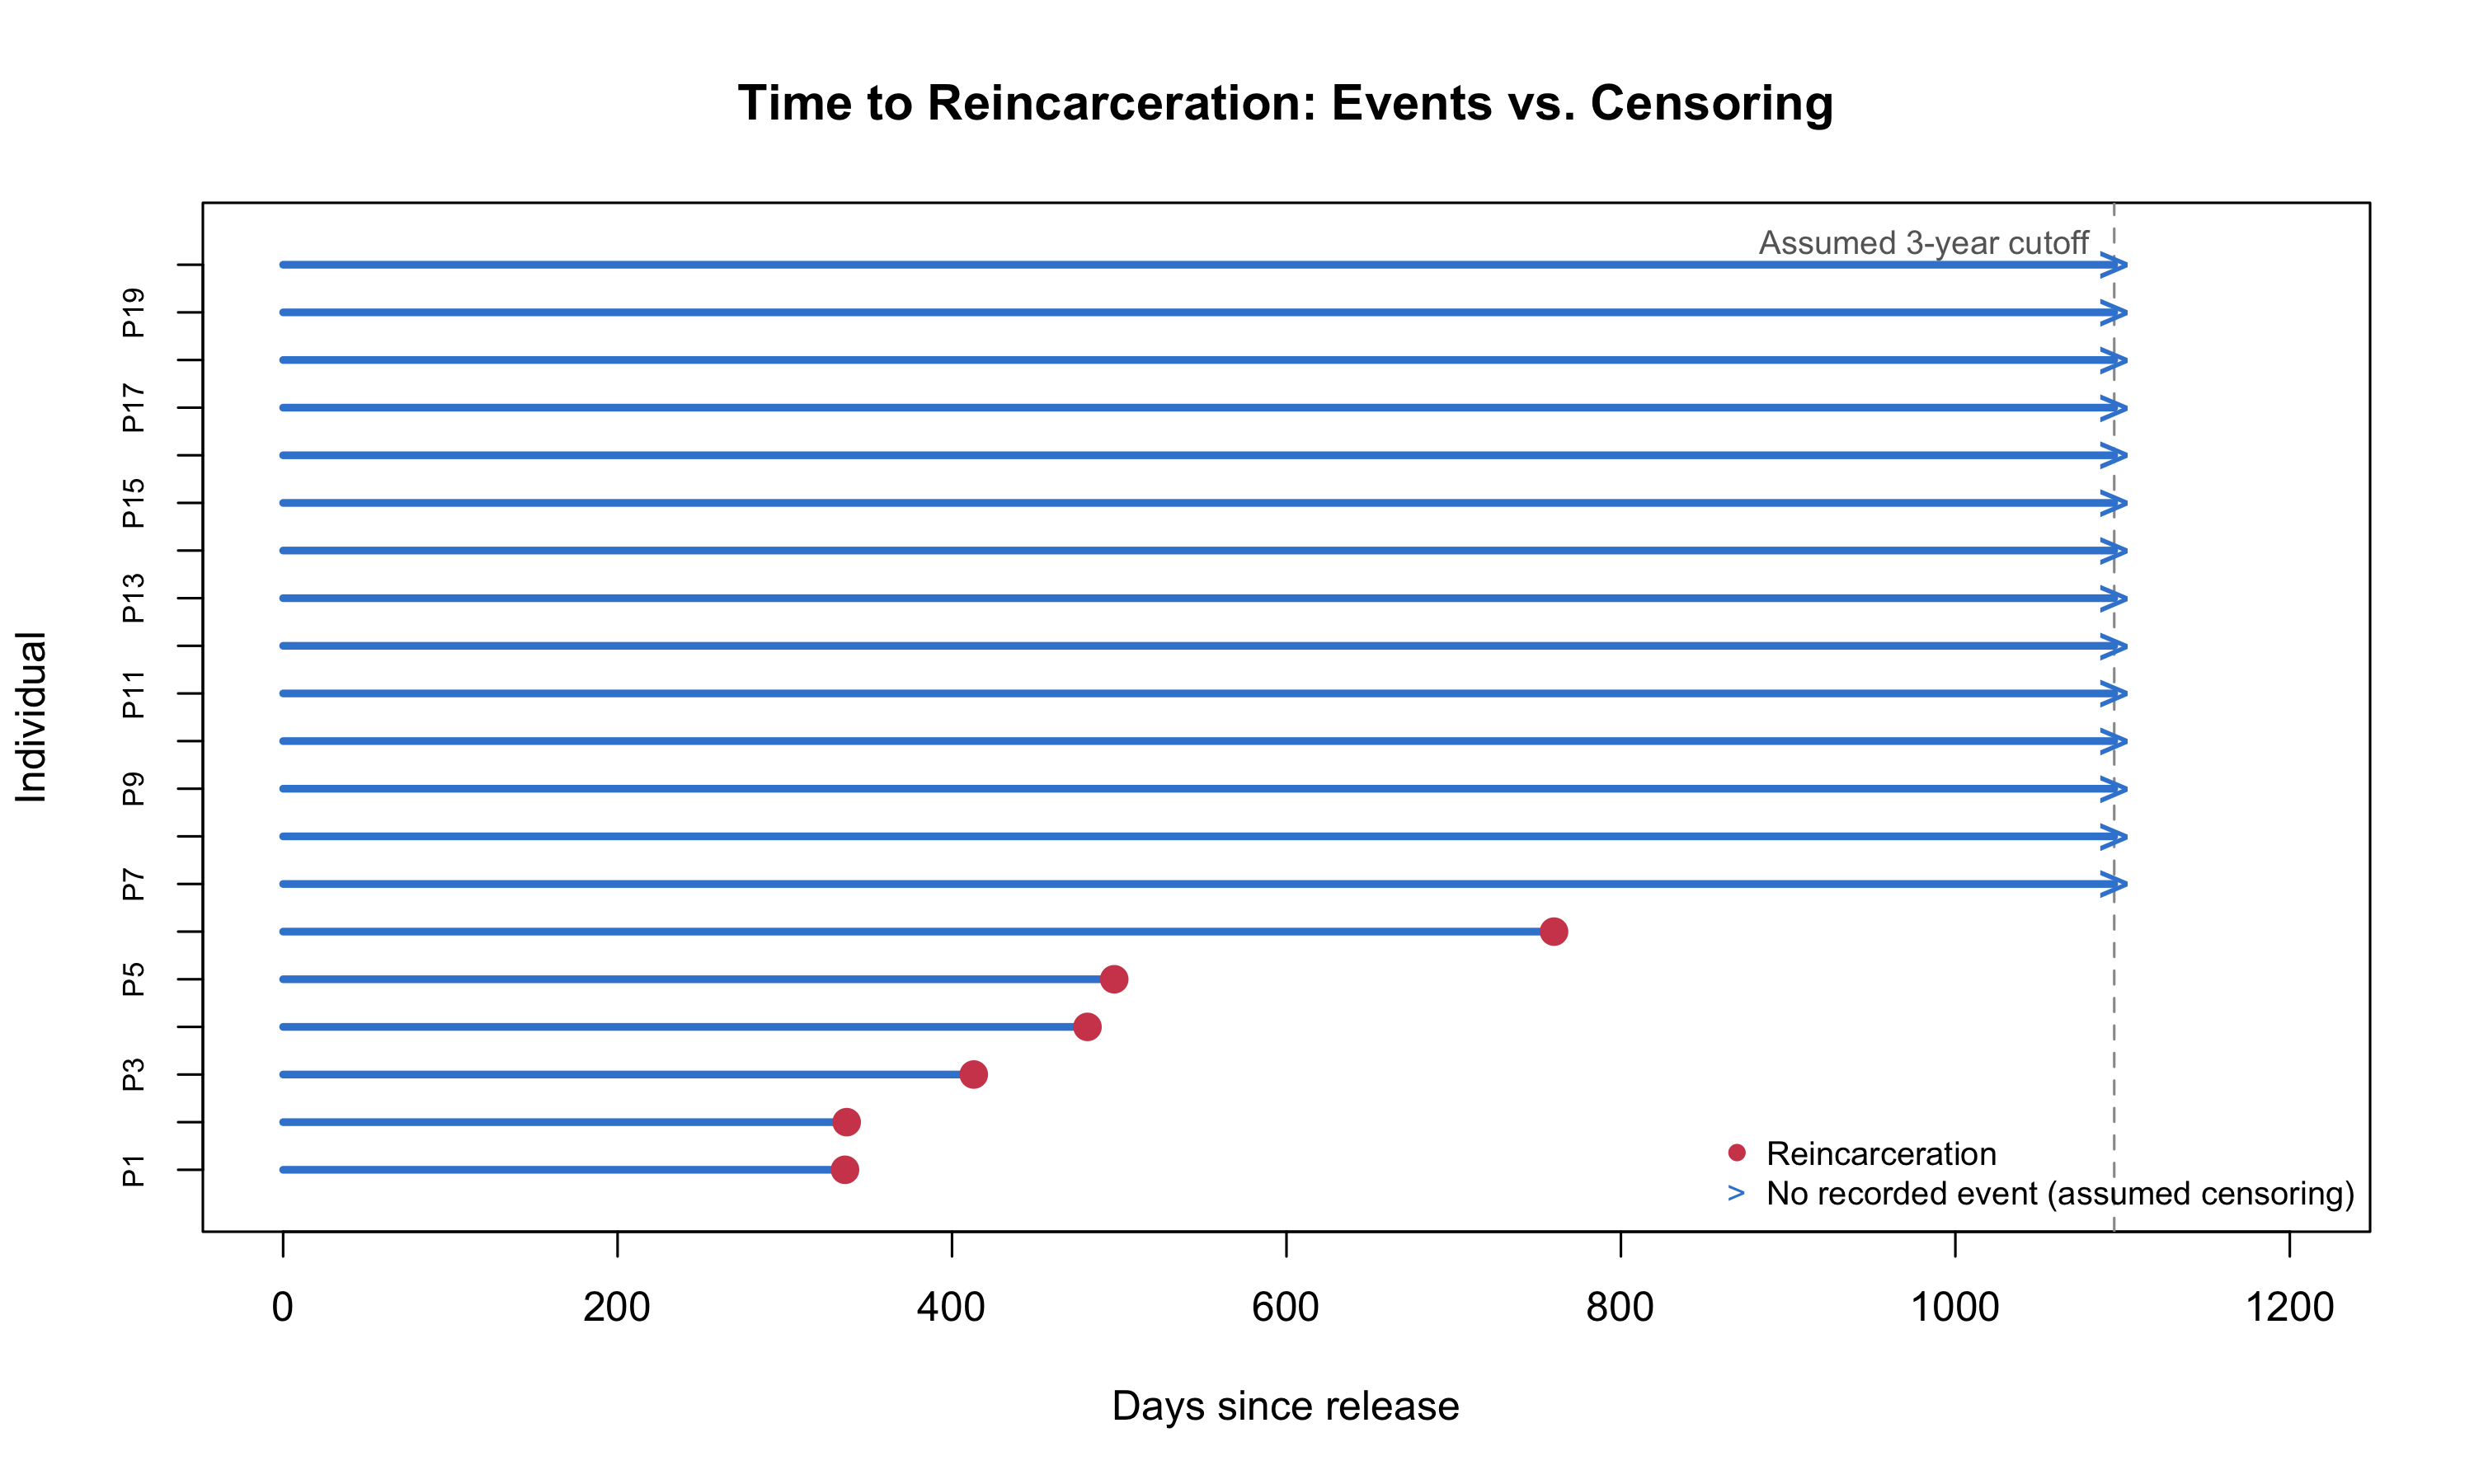 Time to Reincarceration: Events vs. Censoring
Assumed 3-year cutoff
P19
P17
P15
P13
P11
P9
P7
P5
P3
P1
Individual
Reincarceration
> No recorded event (assumed censoring)
0 200 400 600 800 1000 1200
Days since release